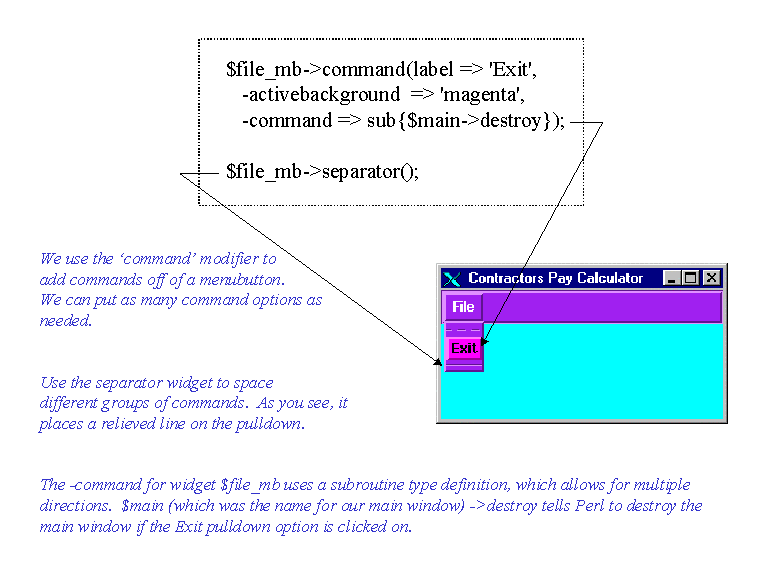 $file_mb->command(label => 'Exit',
-activebackground => 'magenta',
-command => sub{$main->destroy});
$file_mb->separator();
We use the ‘command’ modifier to
add commands off of a menubutton.
We can put as many command options as
needed.
Contractors Pay Calculator
File
Exit
Use the separator widget to space
different groups of commands. As you see, it
places a relieved line on the pulldown.
The -command for widget $file_mb uses a subroutine type definition, which allows for multiple
directions. $main (which was the name for our main window) ->destroy tells Perl to destroy the
main window if the Exit pulldown option is clicked on.